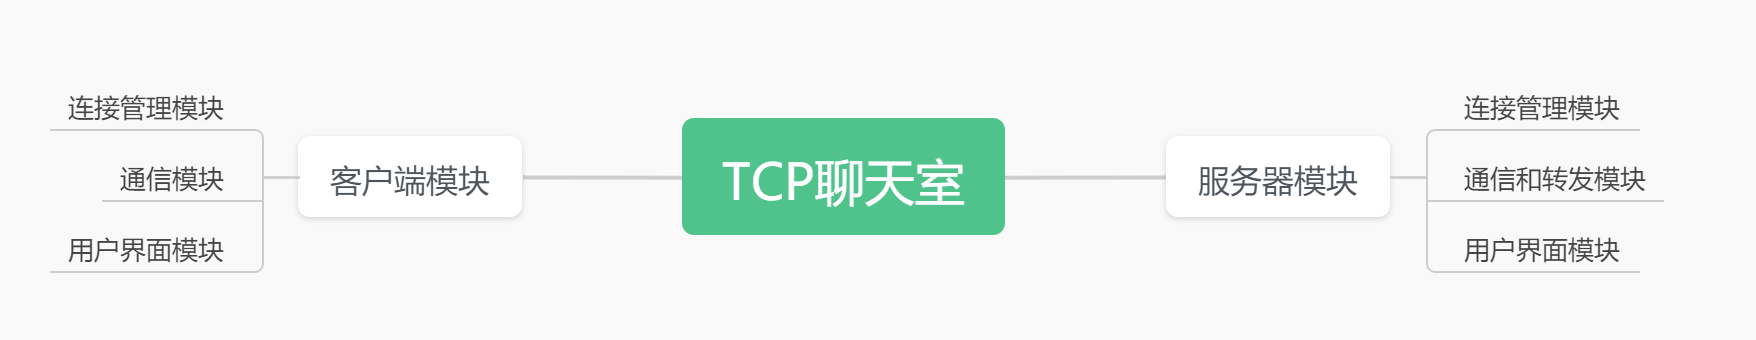 TCP聊天室
客户端模块
连接管理模块
通信模块
用户界面模块
服务器模块
连接管理模块
通信和转发模块
用户界面模块